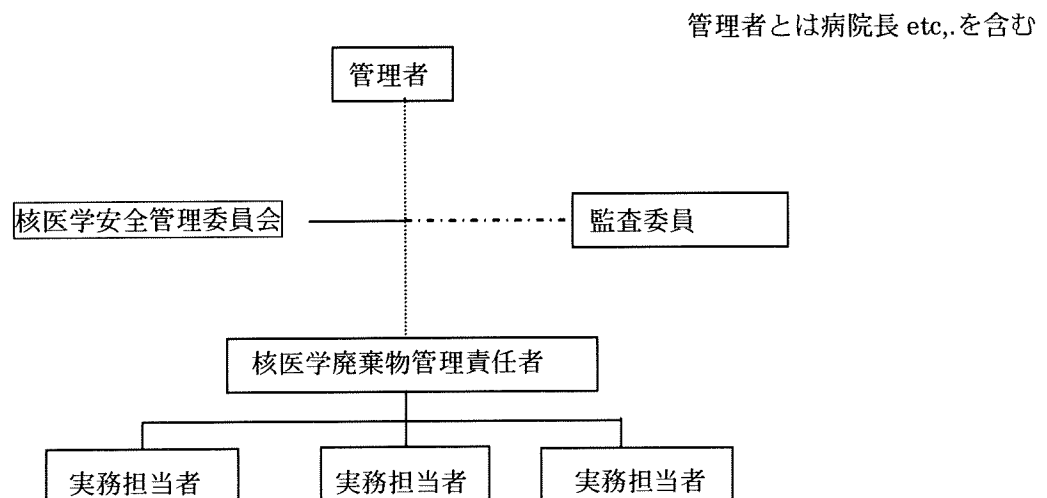 管理者とは病院長 etc,.を含む
管理者
核医学安全管理委員会
監査委員
核医学廃棄物管理責任者
実務担当者
実務担当者
実務担当者